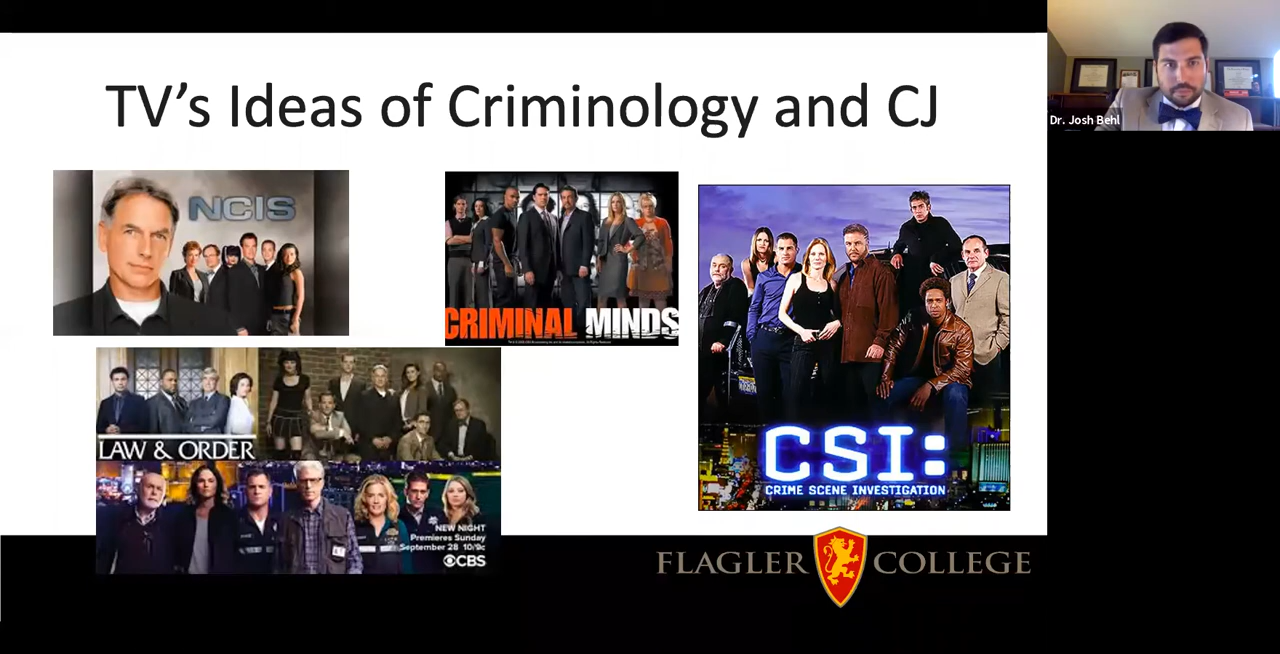 TV’s Ideas of Criminology and CJ
Dr. Josh Behl
NCIS
CRIMINAL MINDS
LAW & ORDER
NEW NIGHT
Premieres Sunday
September 28 10/9c
CBS
CSI:
CRIME SCENE INVESTIGATION
FLAGLER COLLEGE